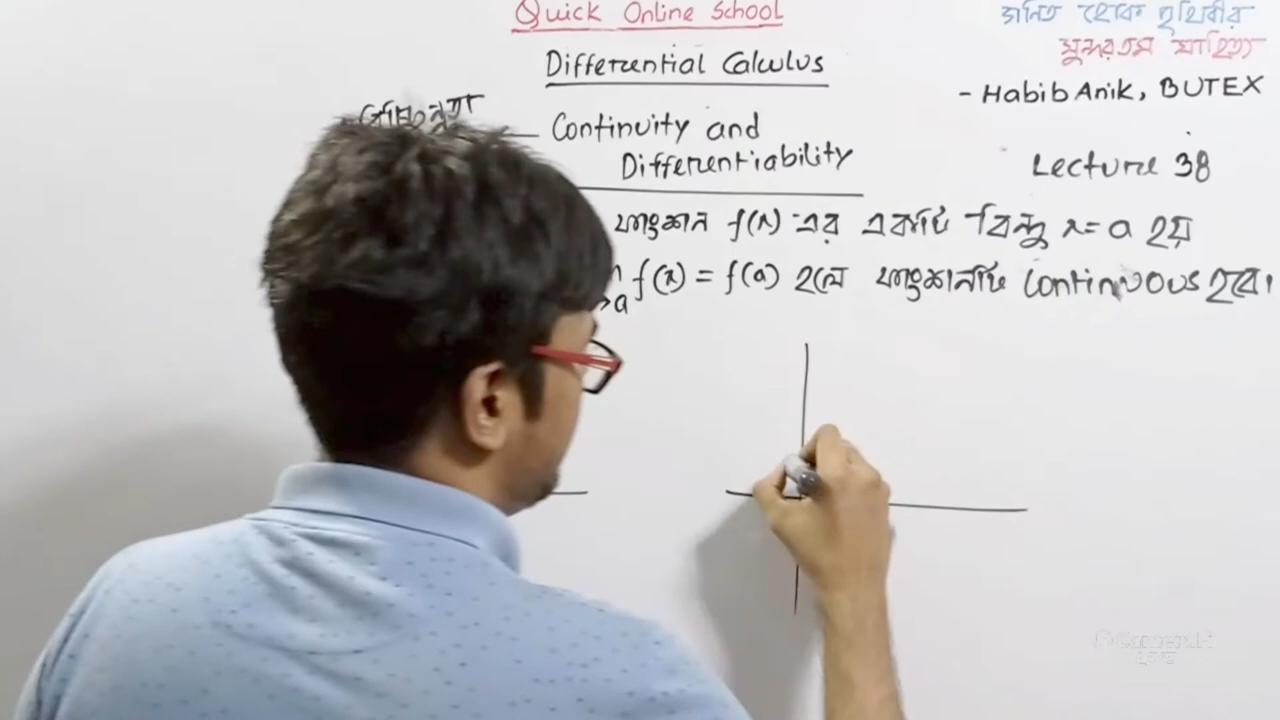 Quick Online School
গনিত হোক পৃথিবীর
সুন্দরতম সাহিত্য
Differential Calculus
- Habib Anik, BUTEX
Continuity and
Differentiability
Lecture 38
ফাংশন f(x) এর একটি বিন্দু x = a হয়
f(x) = f(a) হলে ফাংশনটি continuous হবে।
→a